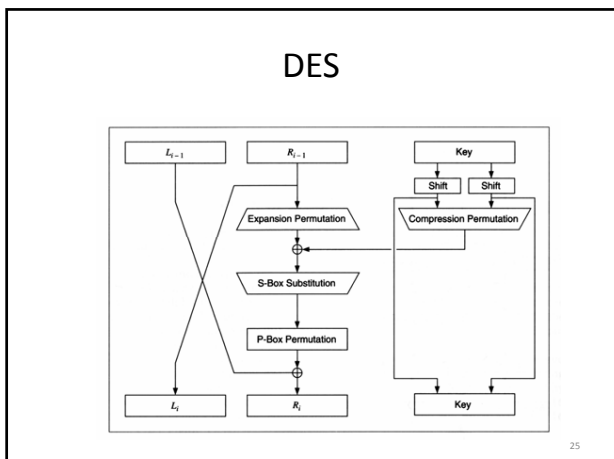 DES
L_{i-1} R_{i-1} Key
Shift Shift
Expansion Permutation Compression Permutation
S-Box Substitution
P-Box Permutation
L_i R_i Key
25